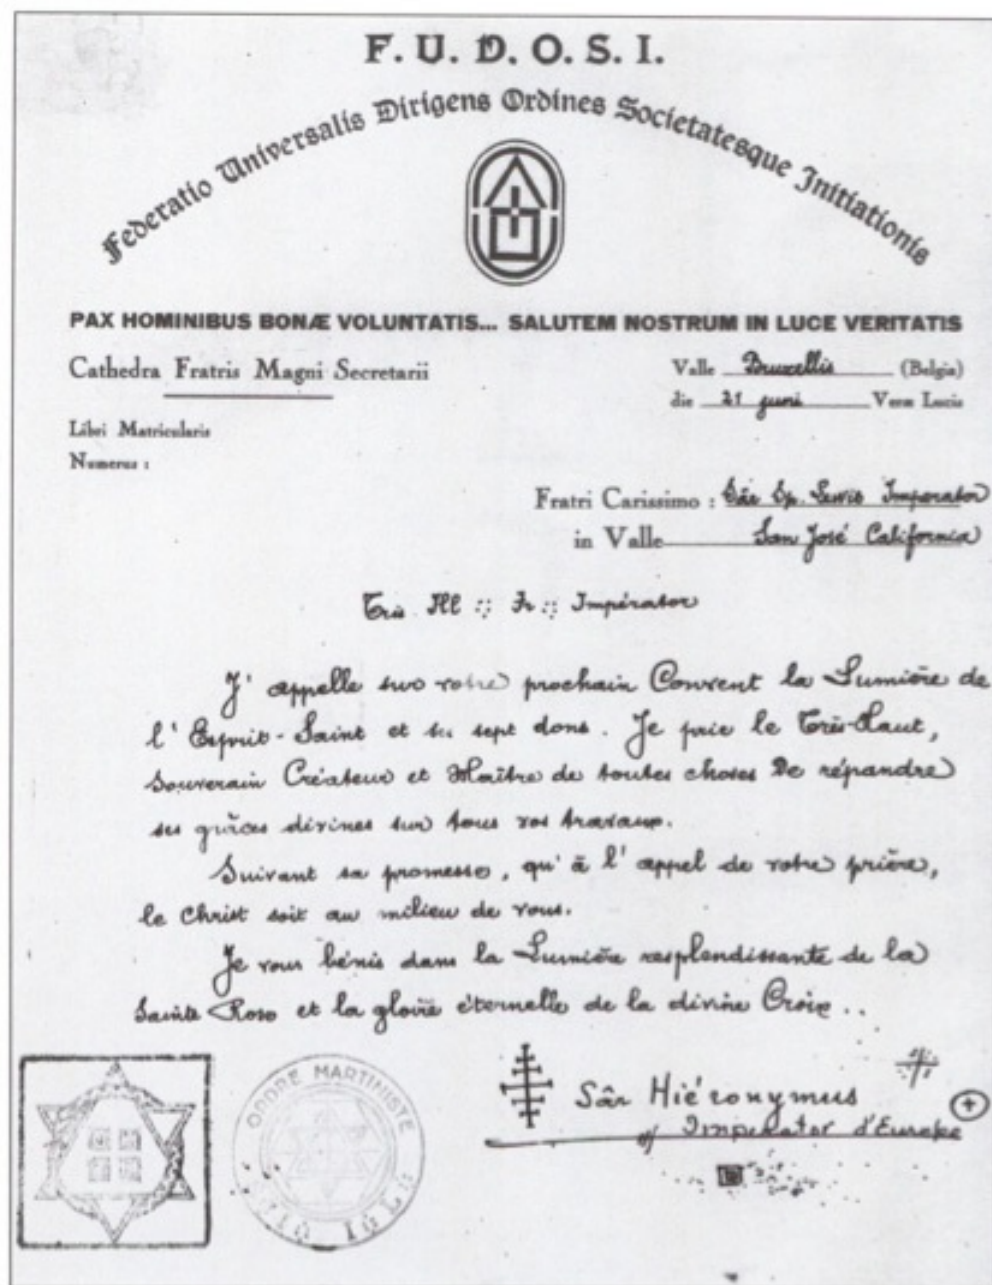 F. U. D. O. S. I.
Federatio Universalis Dirigens Ordines Societatesque Initiationis
PAX HOMINIBUS BONÆ VOLUNTATIS... SALUTEM NOSTRUM IN LUCE VERITATIS
Cathedra Fratris Magni Secretarii
Valle Bruxellis (Belgia)
die 21 juni Veræ Lucis
Libri Matricularis
Numerus :
Fratri Carissimo : Sâr Sp. Lewis Imperator
in Valle San José California
Très Ill :: Fr :: Impérator
J' appelle sur votre prochain Convent la Lumière de
l' Esprit-Saint et ses sept dons. Je prie le Très-Haut,
Souverain Créateur et Maître de toutes choses De répandre
ses grâces divines sur tous vos travaux.
Suivant sa promesse, qu' à l' appel de votre prière,
le Christ soit au milieu de vous.
Je vous bénis dans la Lumière resplendissante de la
Sainte Rose et la gloire éternelle de la divine Croix ..
ORDRE MARTINISTE
Sâr Hiéronymus
Imperator d'Europe